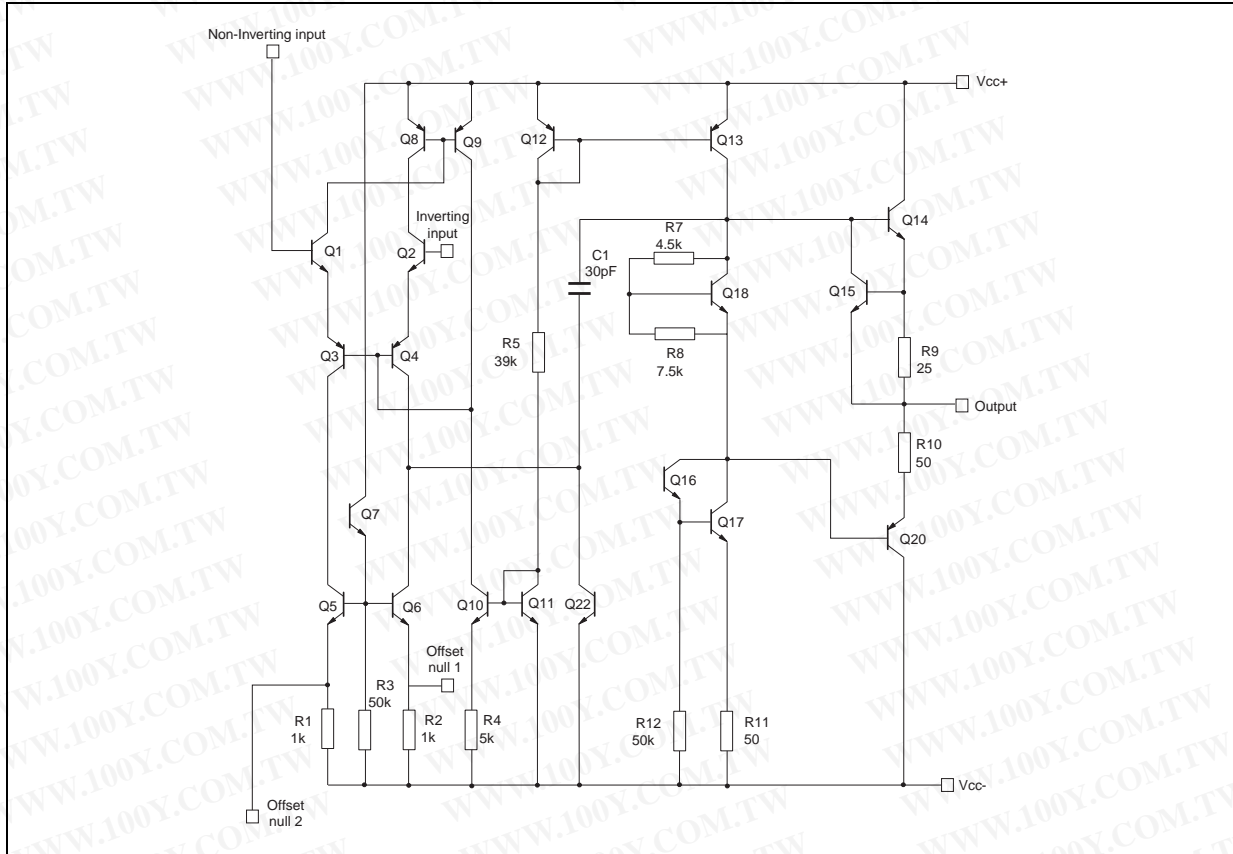 Non-Inverting input
Vcc+
Q8
Q9
Q12
Q13
Q14
Inverting
input
Q1
Q2
R7
4.5k
C1
30pF
Q18
Q15
Q3
Q4
R5
39k
R8
7.5k
R9
25
Output
R10
50
Q16
Q7
Q17
Q20
Q5
Q6
Q10
Q11
Q22
Offset
null 1
R3
50k
R1
1k
R2
1k
R4
5k
R12
50k
R11
50
Vcc-
Offset
null 2
WWW.100Y.COM.TW